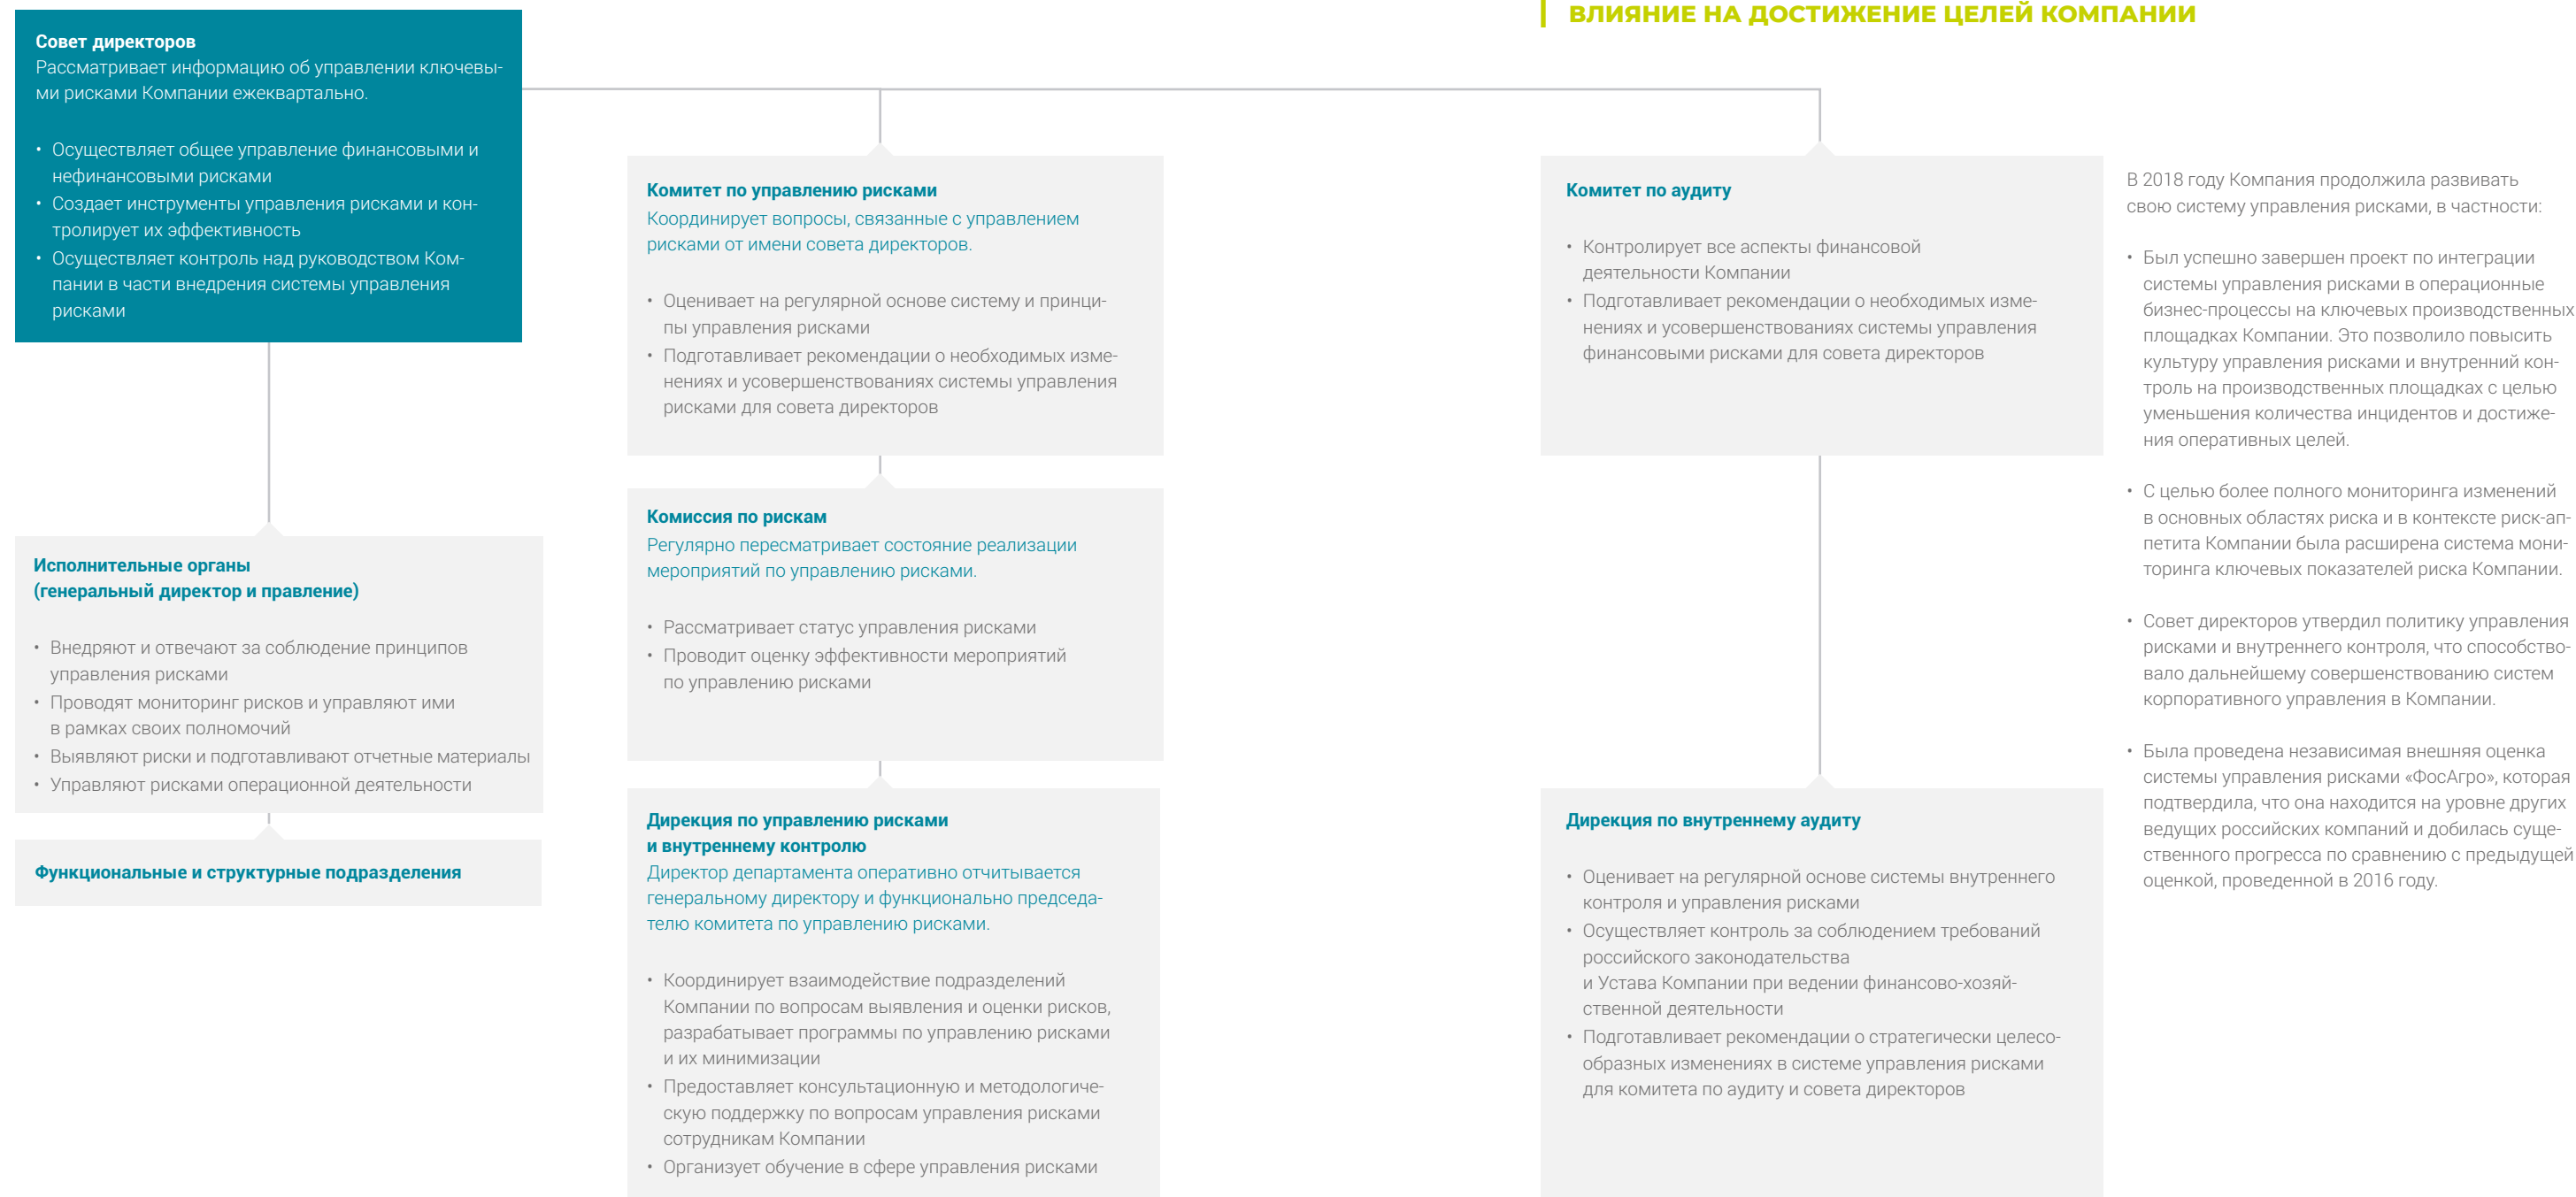 ВЛИЯНИЕ НА ДОСТИЖЕНИЕ ЦЕЛЕЙ КОМПАНИИ
Совет директоров
Рассматривает информацию об управлении ключевы-
ми рисками Компании ежеквартально.
• Осуществляет общее управление финансовыми и
нефинансовыми рисками
• Создает инструменты управления рисками и кон-
тролирует их эффективность
• Осуществляет контроль над руководством Ком-
пании в части внедрения системы управления
рисками
Исполнительные органы
(генеральный директор и правление)
• Внедряют и отвечают за соблюдение принципов
управления рисками
• Проводят мониторинг рисков и управляют ими
в рамках своих полномочий
• Выявляют риски и подготавливают отчетные материалы
• Управляют рисками операционной деятельности
Функциональные и структурные подразделения
Комитет по управлению рисками
Координирует вопросы, связанные с управлением
рисками от имени совета директоров.
• Оценивает на регулярной основе систему и принци-
пы управления рисками
• Подготавливает рекомендации о необходимых изме-
нениях и усовершенствованиях системы управления
рисками для совета директоров
Комиссия по рискам
Регулярно пересматривает состояние реализации
мероприятий по управлению рисками.
• Рассматривает статус управления рисками
• Проводит оценку эффективности мероприятий
по управлению рисками
Дирекция по управлению рисками
и внутреннему контролю
Директор департамента оперативно отчитывается
генеральному директору и функционально председа-
телю комитета по управлению рисками.
• Координирует взаимодействие подразделений
Компании по вопросам выявления и оценки рисков,
разрабатывает программы по управлению рисками
и их минимизации
• Предоставляет консультационную и методологиче-
скую поддержку по вопросам управления рисками
сотрудникам Компании
• Организует обучение в сфере управления рисками
Комитет по аудиту
• Контролирует все аспекты финансовой
деятельности Компании
• Подготавливает рекомендации о необходимых изме-
нениях и усовершенствованиях системы управления
финансовыми рисками для совета директоров
Дирекция по внутреннему аудиту
• Оценивает на регулярной основе системы внутреннего
контроля и управления рисками
• Осуществляет контроль за соблюдением требований
российского законодательства
и Устава Компании при ведении финансово-хозяй-
ственной деятельности
• Подготавливает рекомендации о стратегически целесо-
образных изменениях в системе управления рисками
для комитета по аудиту и совета директоров
В 2018 году Компания продолжила развивать
свою систему управления рисками, в частности:
• Был успешно завершен проект по интеграции
системы управления рисками в операционные
бизнес-процессы на ключевых производственных
площадках Компании. Это позволило повысить
культуру управления рисками и внутренний кон-
троль на производственных площадках с целью
уменьшения количества инцидентов и достиже-
ния оперативных целей.
• С целью более полного мониторинга изменений
в основных областях риска и в контексте риск-ап-
петита Компании была расширена система мони-
торинга ключевых показателей риска Компании.
• Совет директоров утвердил политику управления
рисками и внутреннего контроля, что способство-
вало дальнейшему совершенствованию систем
корпоративного управления в Компании.
• Была проведена независимая внешняя оценка
системы управления рисками «ФосАгро», которая
подтвердила, что она находится на уровне других
ведущих российских компаний и добилась суще-
ственного прогресса по сравнению с предыдущей
оценкой, проведенной в 2016 году.